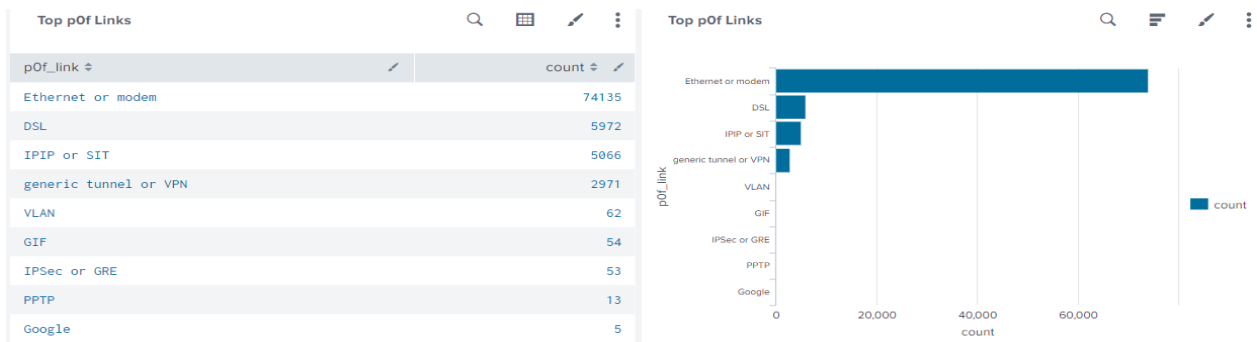 Top p0f Links
p0f_link count
Ethernet or modem 74135
DSL 5972
IPIP or SIT 5066
generic tunnel or VPN 2971
VLAN 62
GIF 54
IPSec or GRE 53
PPTP 13
Google 5
Top p0f Links
p0f_link
Ethernet or modem
DSL
IPIP or SIT
generic tunnel or VPN
VLAN
GIF
IPSec or GRE
PPTP
Google
0 20,000 40,000 60,000
count
count